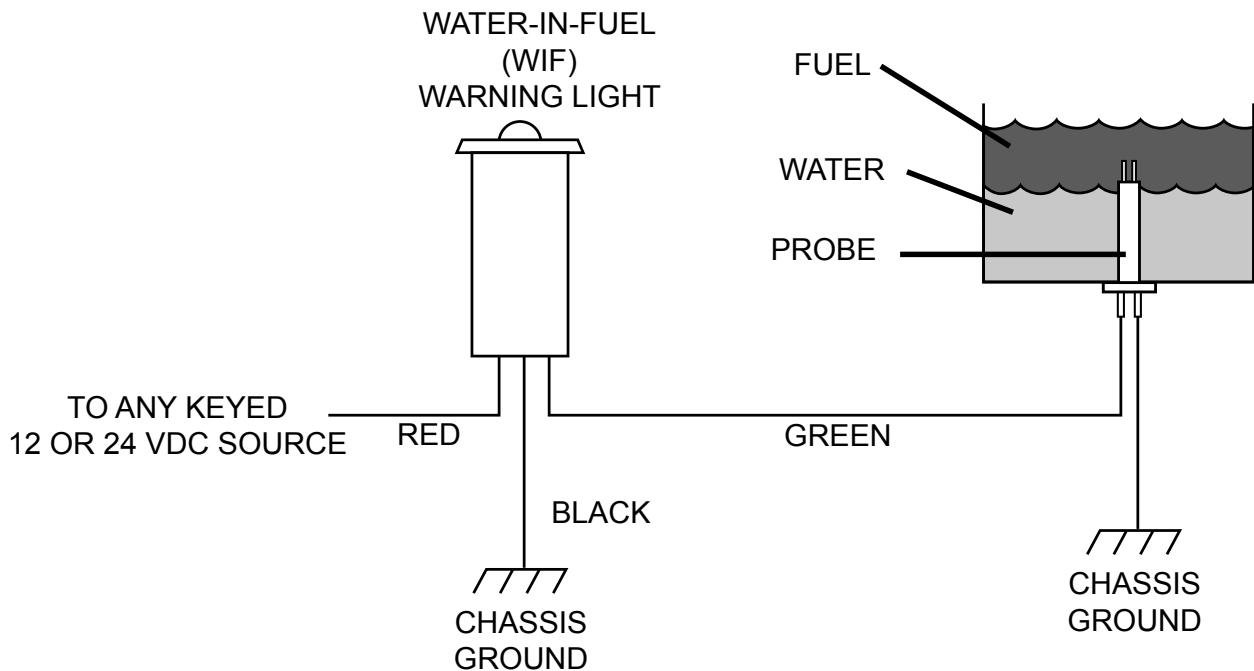 WATER-IN-FUEL
(WIF)
WARNING LIGHT
FUEL
WATER
PROBE
TO ANY KEYED
12 OR 24 VDC SOURCE
RED
GREEN
BLACK
CHASSIS
GROUND
CHASSIS
GROUND